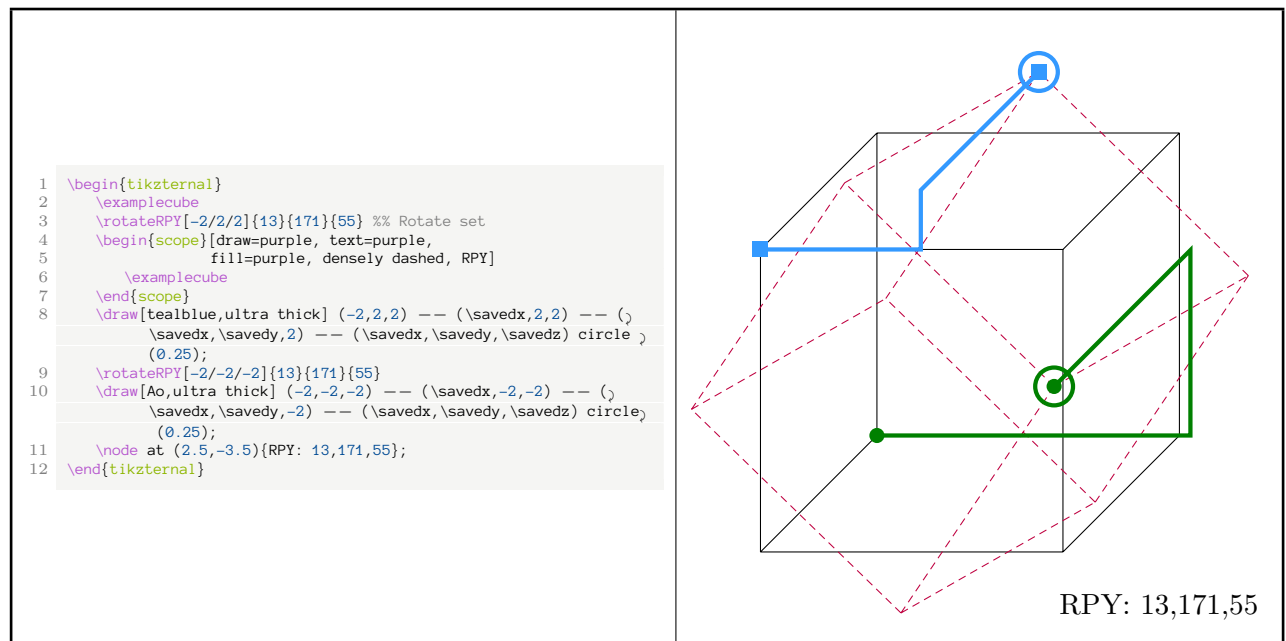 1 \begin{tikzternal}
2 \examplecube
3 \rotateRPY[-2/2/2]{13}{171}{55} %% Rotate set
4 \begin{scope}[draw=purple, text=purple,
5 fill=purple, densely dashed, RPY]
6 \examplecube
7 \end{scope}
8 \draw[tealblue,ultra thick] (-2,2,2) -- (\savedx,2,2) -- (
\savedx,\savedy,2) -- (\savedx,\savedy,\savedz) circle
(0.25);
9 \rotateRPY[-2/-2/-2]{13}{171}{55}
10 \draw[Ao,ultra thick] (-2,-2,-2) -- (\savedx,-2,-2) -- (
\savedx,\savedy,-2) -- (\savedx,\savedy,\savedz) circle
(0.25);
11 \node at (2.5,-3.5){RPY: 13,171,55};
12 \end{tikzternal}
RPY: 13,171,55